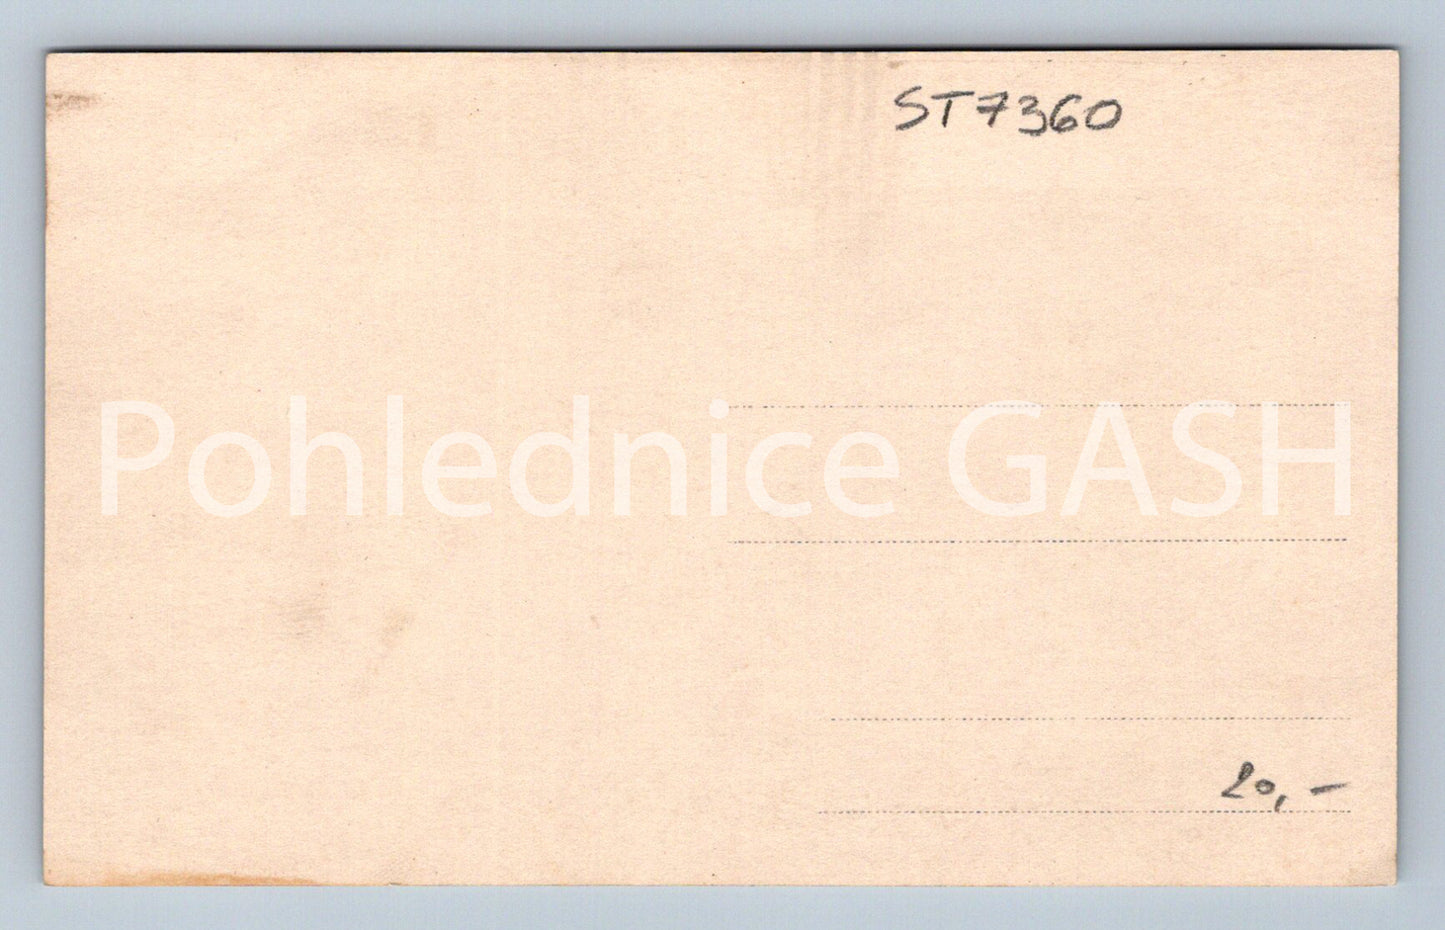 ST7360
Pohlednice GASH
20,-